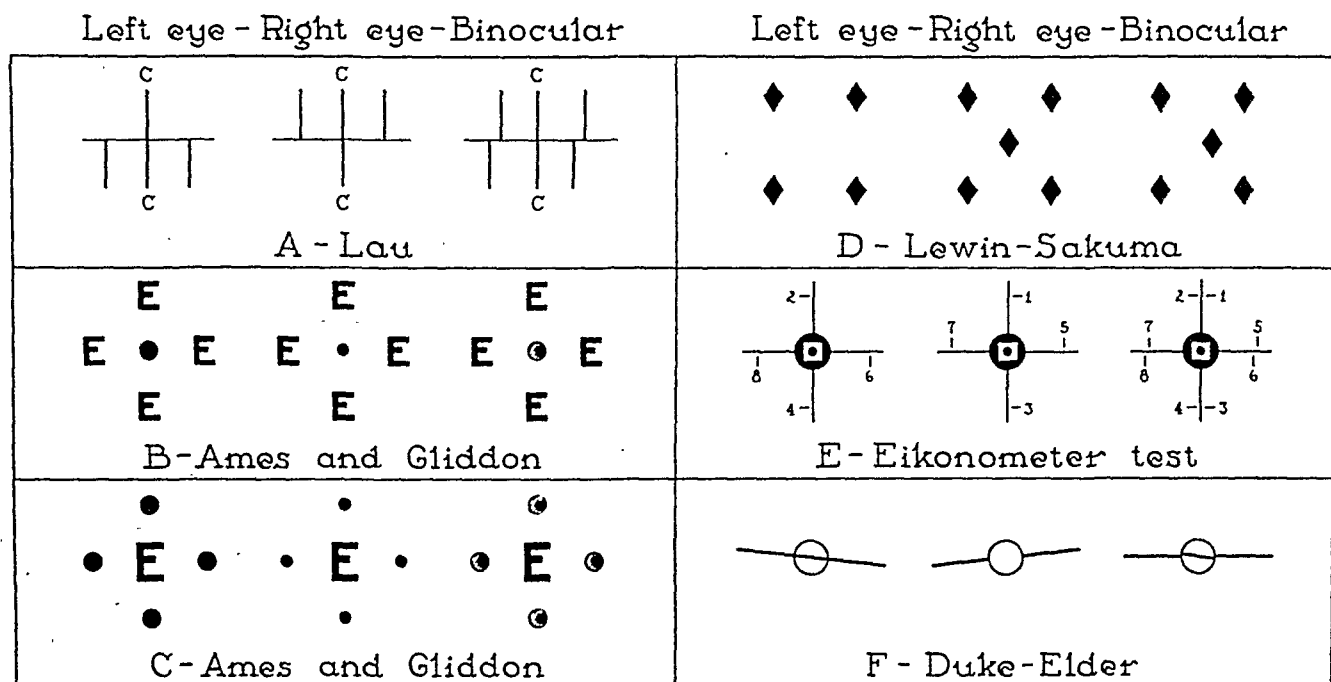 Left eye - Right eye - Binocular
C C C
C C C
A - Lau
E E E
E E E E E E
E E E
B - Ames and Gliddon
E E E
C - Ames and Gliddon
Left eye - Right eye - Binocular
D - Lewin-Sakuma
2- -1 2- -1
7 5 7 5
8 6 8 6
4- -3 4- -3
E - Eikonometer test
F - Duke-Elder